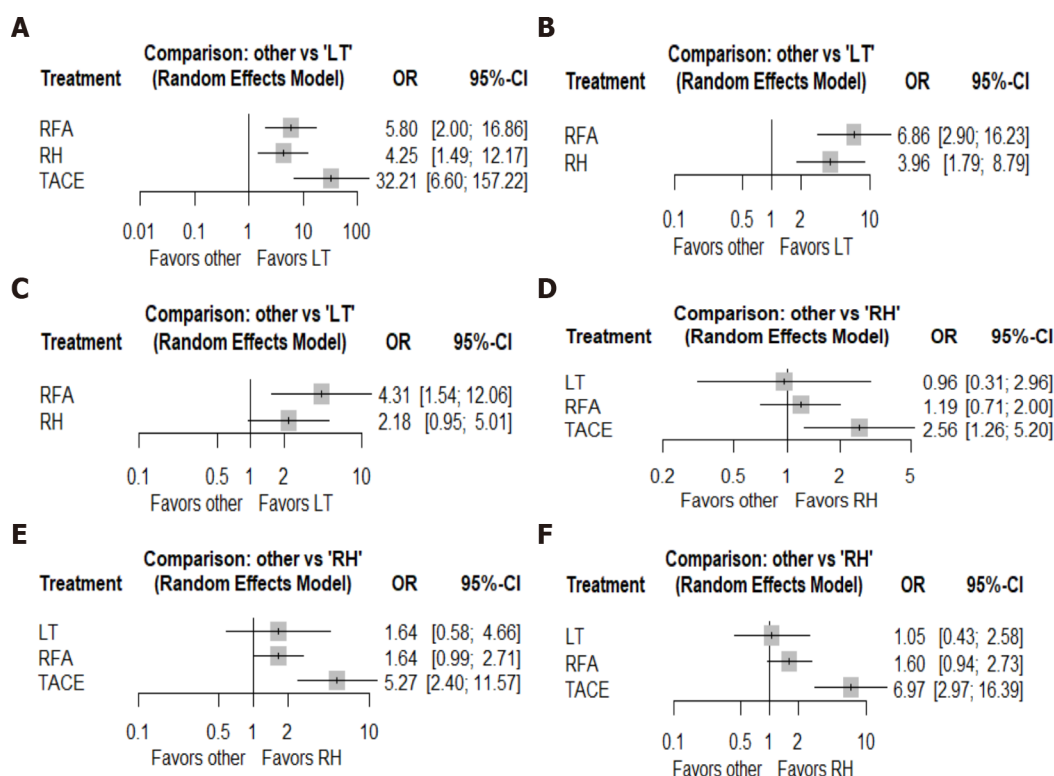 A
Comparison: other vs 'LT'
Treatment (Random Effects Model) OR 95%-CI
RFA 5.80 [2.00; 16.86]
RH 4.25 [1.49; 12.17]
TACE 32.21 [6.60; 157.22]
0.01 0.1 1 10 100
Favors other Favors LT
B
Comparison: other vs 'LT'
Treatment (Random Effects Model) OR 95%-CI
RFA 6.86 [2.90; 16.23]
RH 3.96 [1.79; 8.79]
0.1 0.5 1 2 10
Favors other Favors LT
C
Comparison: other vs 'LT'
Treatment (Random Effects Model) OR 95%-CI
RFA 4.31 [1.54; 12.06]
RH 2.18 [0.95; 5.01]
0.1 0.5 1 2 10
Favors other Favors LT
D
Comparison: other vs 'RH'
Treatment (Random Effects Model) OR 95%-CI
LT 0.96 [0.31; 2.96]
RFA 1.19 [0.71; 2.00]
TACE 2.56 [1.26; 5.20]
0.2 0.5 1 2 5
Favors other Favors RH
E
Comparison: other vs 'RH'
Treatment (Random Effects Model) OR 95%-CI
LT 1.64 [0.58; 4.66]
RFA 1.64 [0.99; 2.71]
TACE 5.27 [2.40; 11.57]
0.1 0.5 1 2 10
Favors other Favors RH
F
Comparison: other vs 'RH'
Treatment (Random Effects Model) OR 95%-CI
LT 1.05 [0.43; 2.58]
RFA 1.60 [0.94; 2.73]
TACE 6.97 [2.97; 16.39]
0.1 0.5 1 2 10
Favors other Favors RH